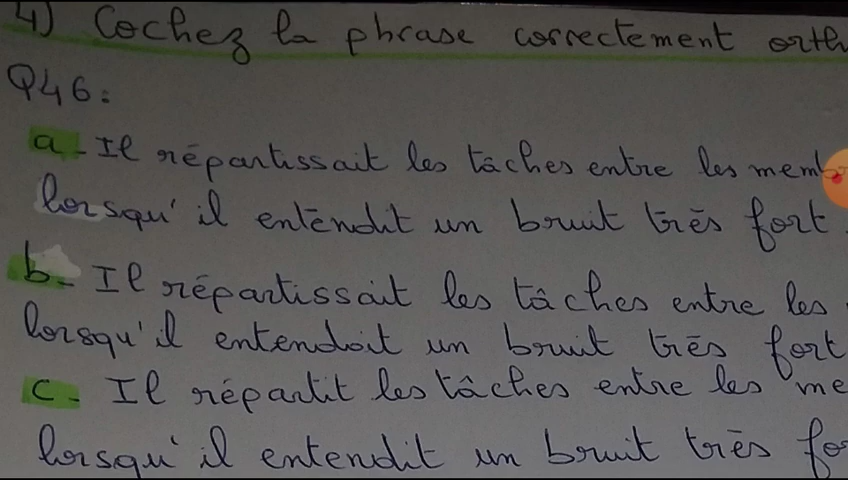 4) Cochez la phrase correctement orth
Q46:
a- Il répartissait les tâches entre les memb
lorsqu'il entendit un bruit très fort.
b- Il répartissait les tâches entre les
lorsqu'il entendait un bruit très fort
c- Il répartit les tâches entre les me
lorsqu'il entendit un bruit très fo